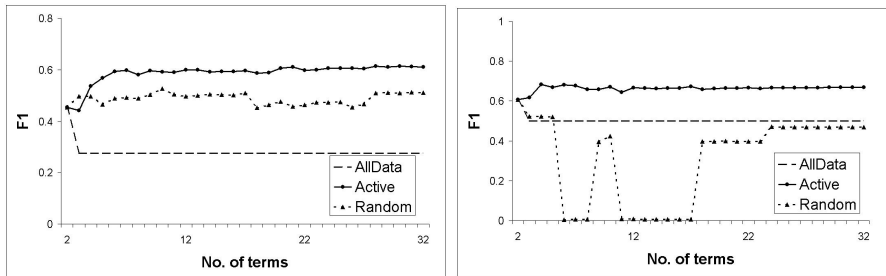 0.8
0.6
0.4
0.2
0
F1
2
12
22
32
No. of terms
AllData
Active
Random
1
0.8
0.6
0.4
0.2
0
F1
2
12
22
32
No. of terms
AllData
Active
Random